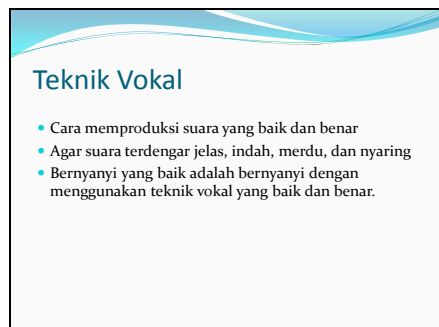 Teknik Vokal
• Cara memproduksi suara yang baik dan benar
• Agar suara terdengar jelas, indah, merdu, dan nyaring
• Bernyanyi yang baik adalah bernyanyi dengan
menggunakan teknik vokal yang baik dan benar.